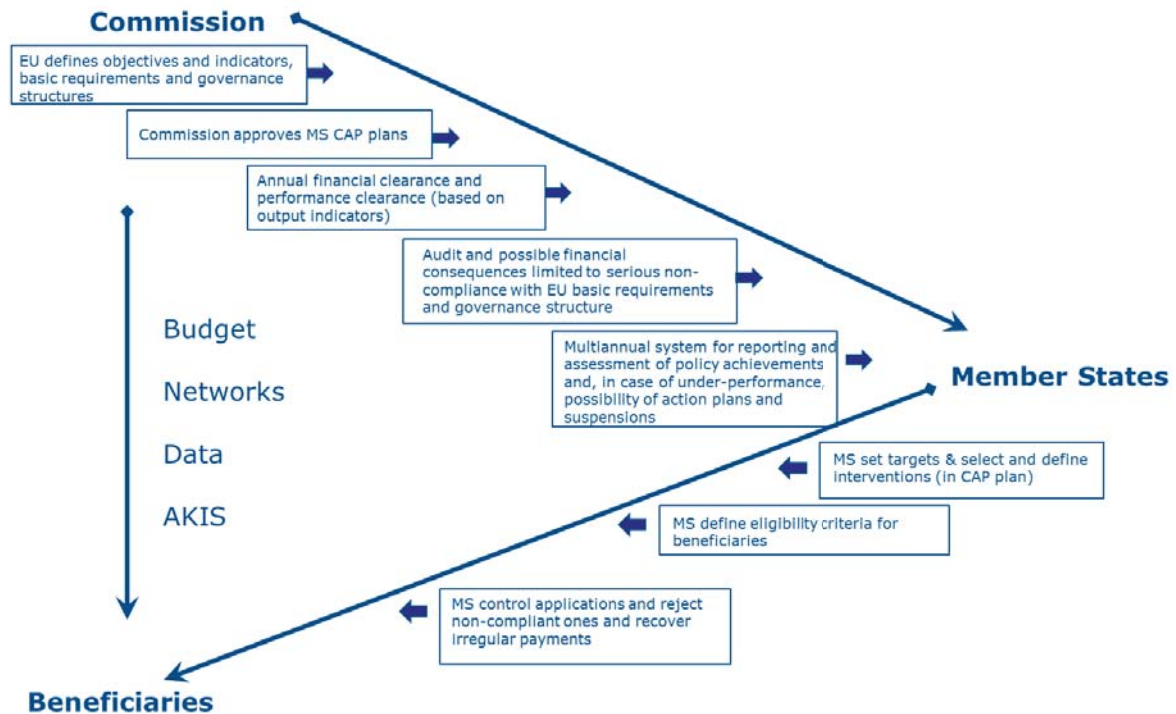 Commission
EU defines objectives and indicators,
basic requirements and governance
structures
Commission approves MS CAP plans
Annual financial clearance and
performance clearance (based on
output indicators)
Audit and possible financial
consequences limited to serious non-
compliance with EU basic requirements
and governance structure
Multiannual system for reporting and
assessment of policy achievements
and, in case of under-performance,
possibility of action plans and
suspensions
Member States
Budget
Networks
Data
AKIS
MS set targets & select and define
interventions (in CAP plan)
MS define eligibility criteria for
beneficiaries
MS control applications and reject
non-compliant ones and recover
irregular payments
Beneficiaries